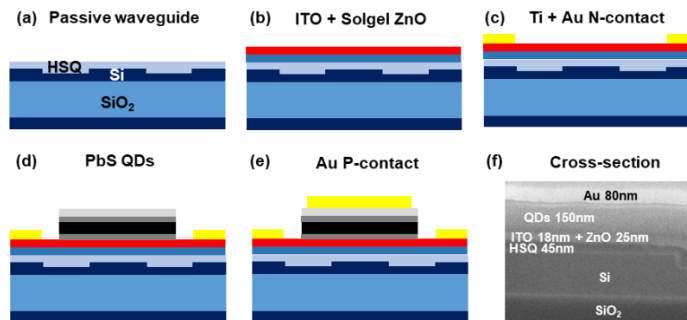 (a) Passive waveguide
HSQ
Si
SiO₂
(b) ITO + Solgel ZnO
(c) Ti + Au N-contact
(d) PbS QDs
(e) Au P-contact
(f) Cross-section
Au 80nm
QDs 150nm
ITO 18nm + ZnO 25nm
HSQ 45nm
Si
SiO₂